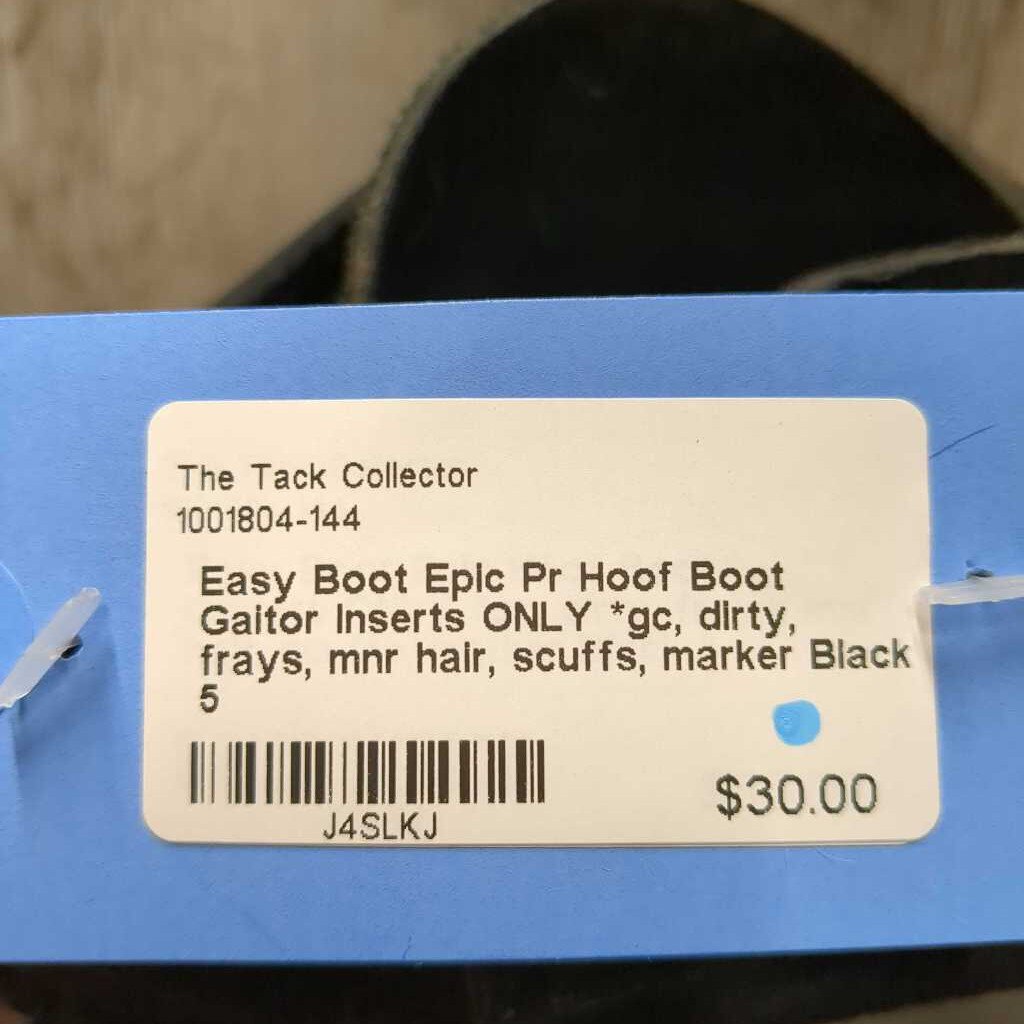 The Tack Collector
1001804-144
Easy Boot Epic Pr Hoof Boot
Gaitor Inserts ONLY *gc, dirty,
frays, mnr hair, scuffs, marker Black
5
J4SLKJ
$30.00